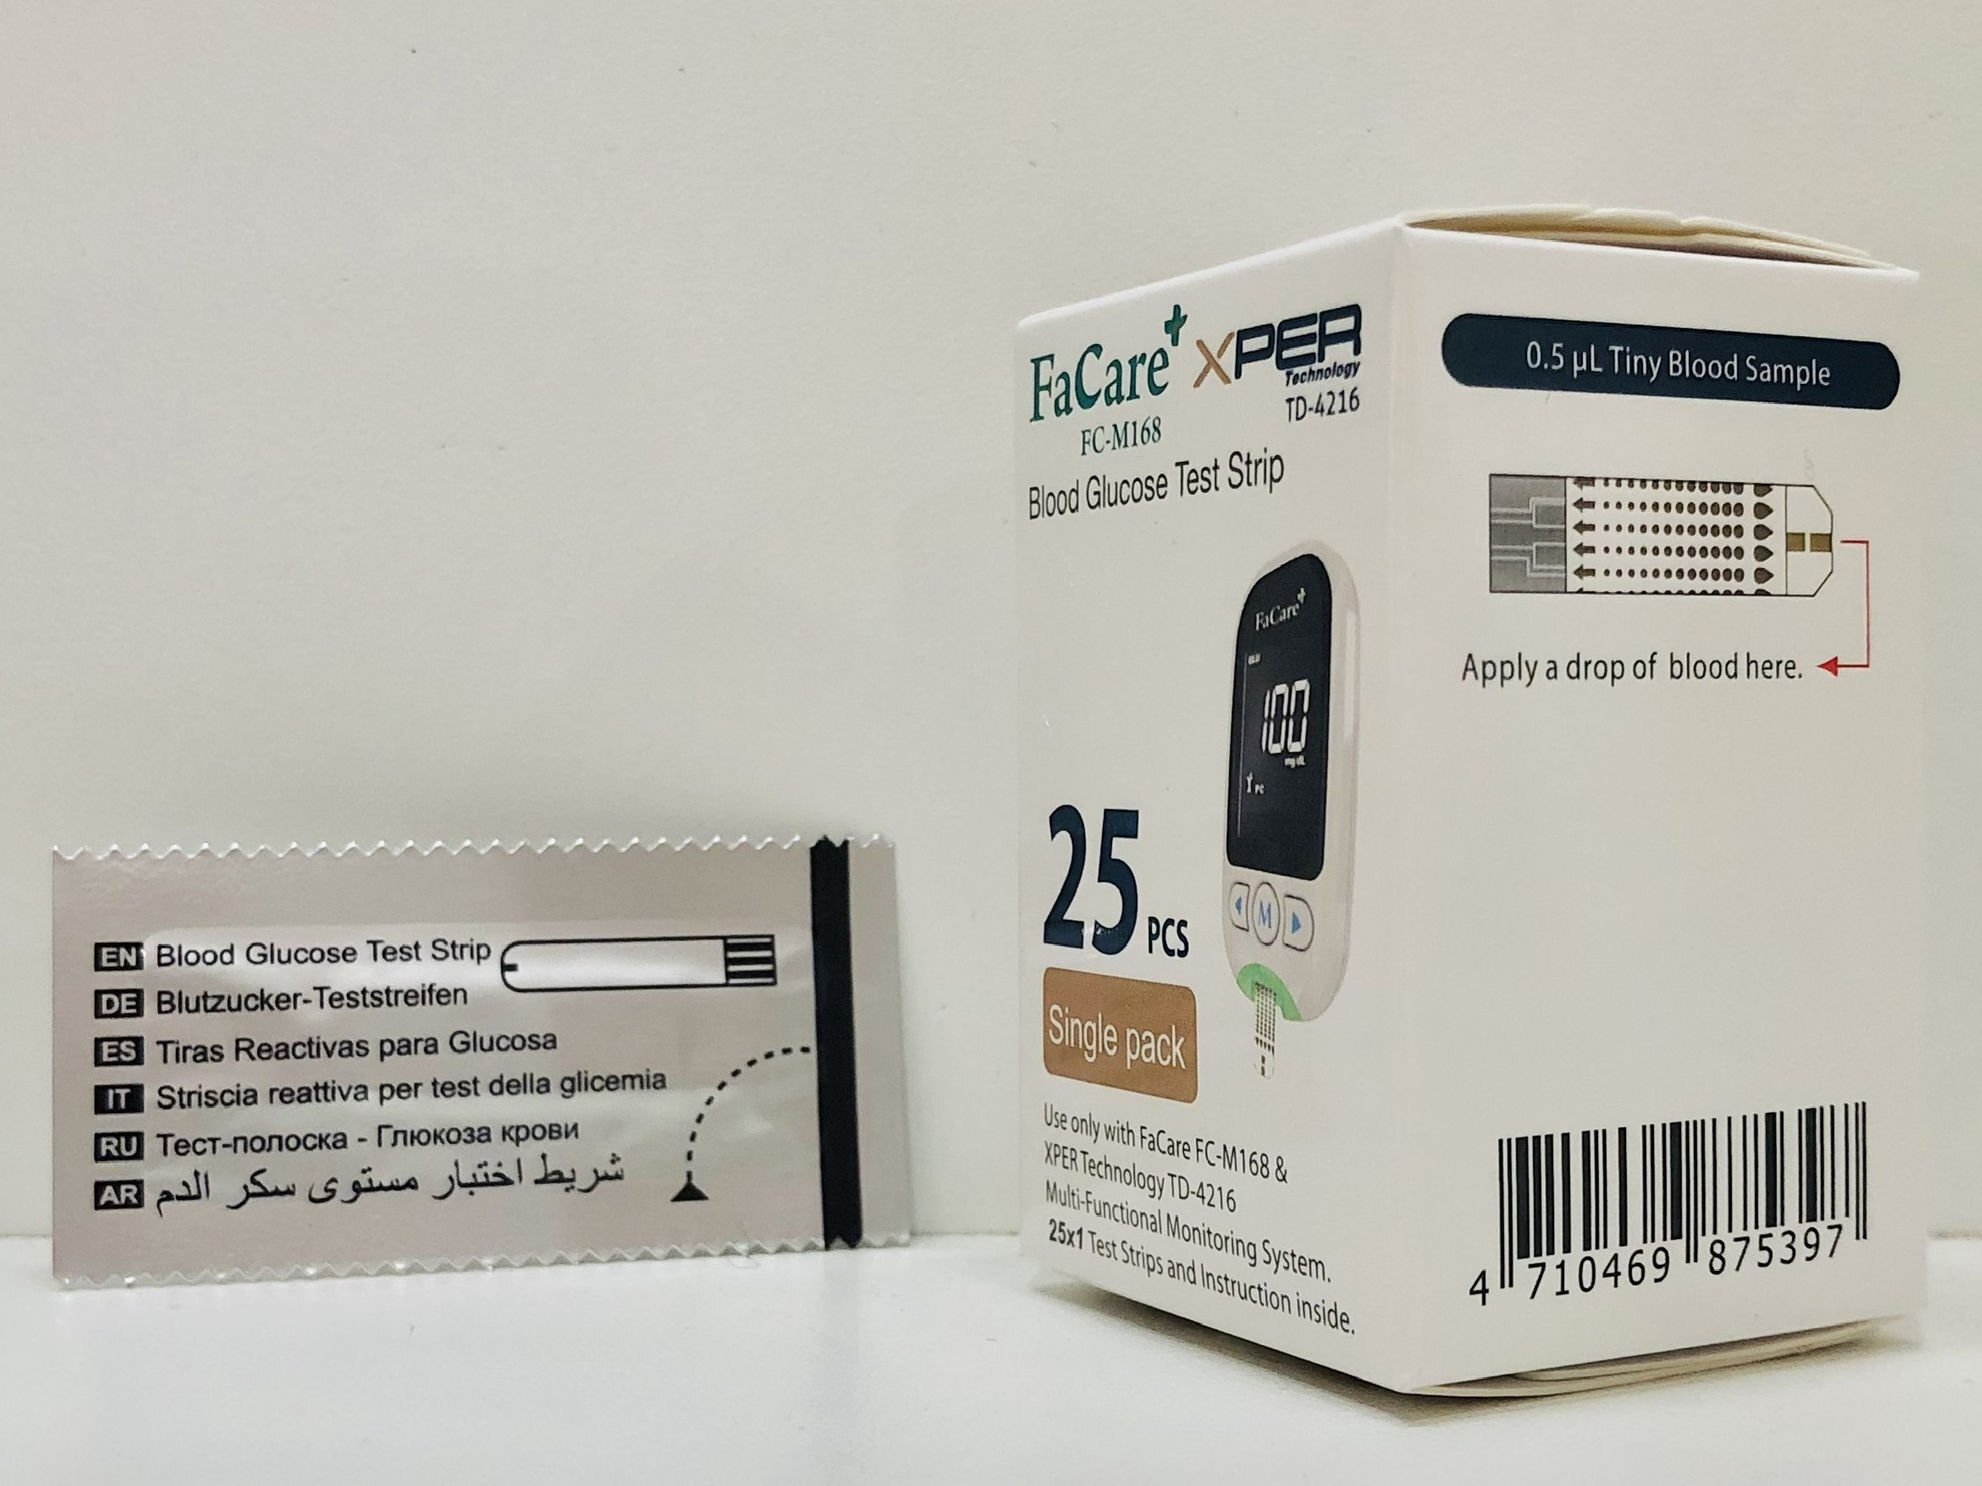 EN Blood Glucose Test Strip
DE Blutzucker-Teststreifen
ES Tiras Reactivas para Glucosa
IT Striscia reattiva per test della glicemia
RU Тест-полоска - Глюкоза крови
AR شريط اختبار مستوى سكر الدم
FaCare+ XPER
Technology
FC-M168 TD-4216
Blood Glucose Test Strip
FaCare+
GLU
100
mg/dL
PC
M
25 PCS
Single pack
Use only with FaCare FC-M168 &
XPER Technology TD-4216
Multi-Functional Monitoring System.
25x1 Test Strips and Instruction inside.
0.5 µL Tiny Blood Sample
Apply a drop of blood here.
4 710469 875397